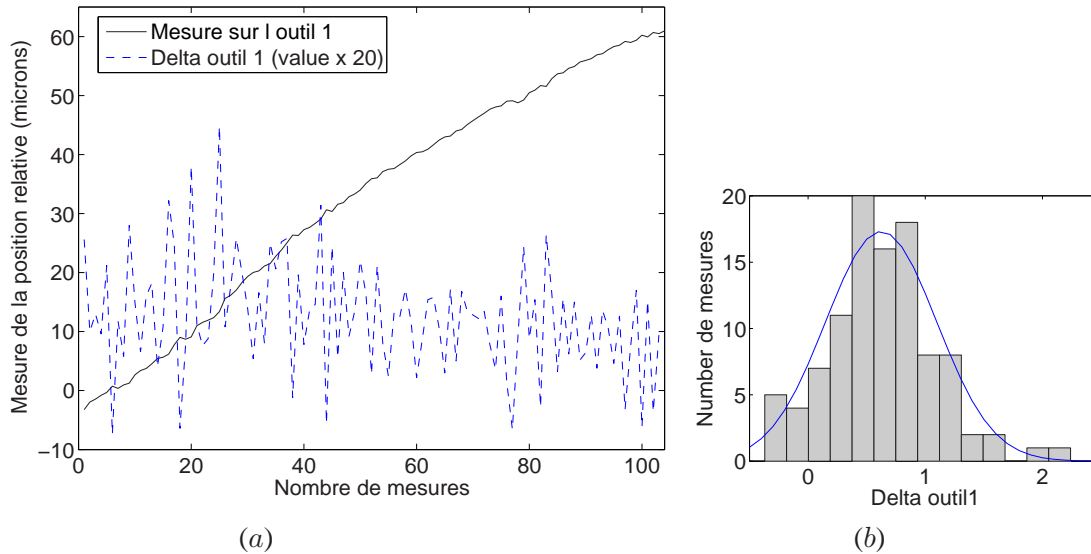 Mesure sur l outil 1
Delta outil 1 (value x 20)
Mesure de la position relative (microns)
60
50
40
30
20
10
0
−10
0 20 40 60 80 100
Nombre de mesures
(a)
Number de mesures
20
15
10
5
0
0 1 2
Delta outil1
(b)